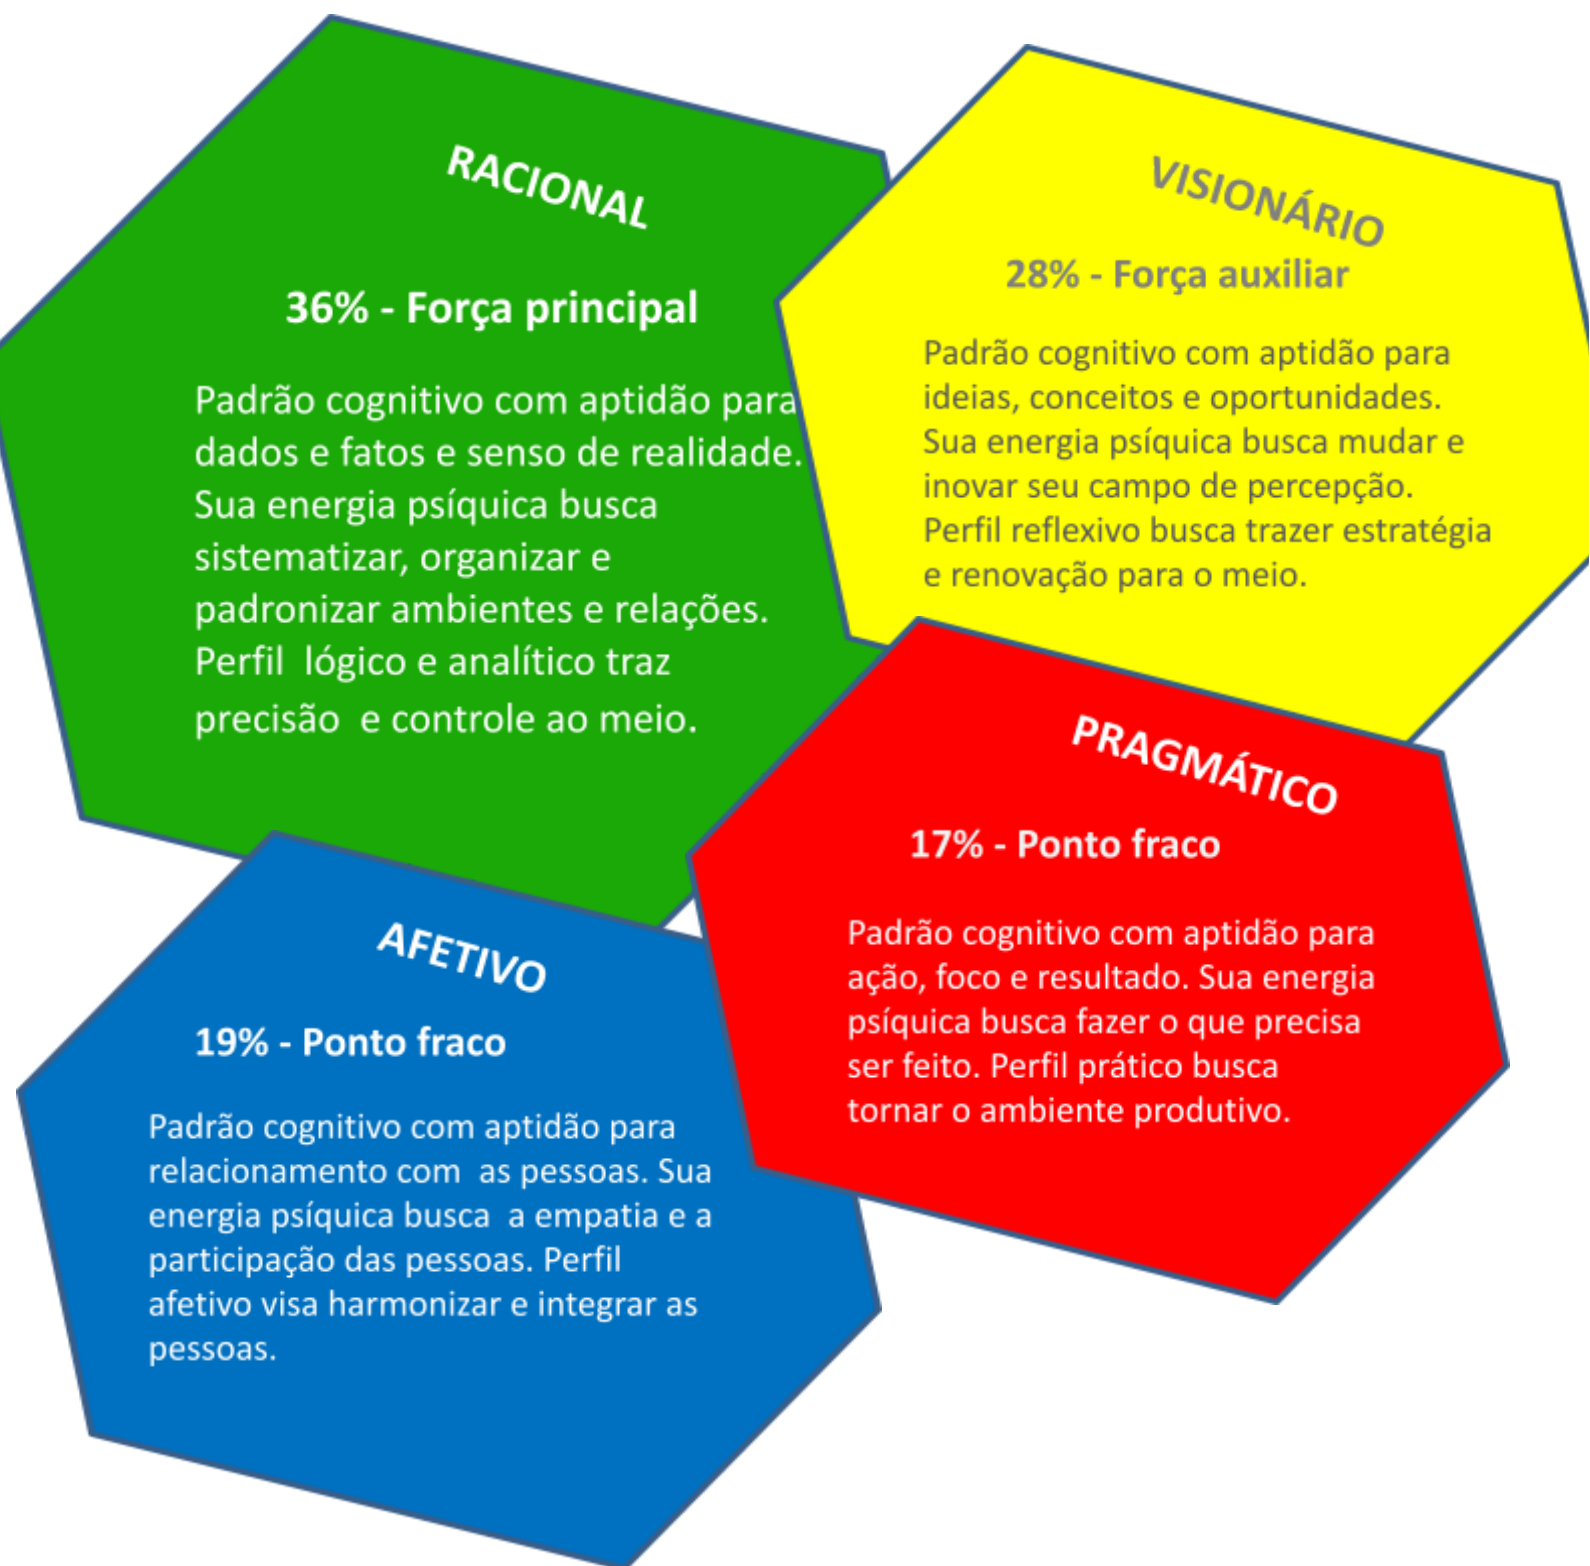 RACIONAL
36% - Força principal
Padrão cognitivo com aptidão para
dados e fatos e senso de realidade.
Sua energia psíquica busca
sistematizar, organizar e
padronizar ambientes e relações.
Perfil  lógico e analítico traz
precisão  e controle ao meio.
VISIONÁRIO
28% - Força auxiliar
Padrão cognitivo com aptidão para
ideias, conceitos e oportunidades.
Sua energia psíquica busca mudar e
inovar seu campo de percepção.
Perfil reflexivo busca trazer estratégia
e renovação para o meio.
PRAGMÁTICO
17% - Ponto fraco
Padrão cognitivo com aptidão para
ação, foco e resultado. Sua energia
psíquica busca fazer o que precisa
ser feito. Perfil prático busca
tornar o ambiente produtivo.
AFETIVO
19% - Ponto fraco
Padrão cognitivo com aptidão para
relacionamento com  as pessoas. Sua
energia psíquica busca  a empatia e a
participação das pessoas. Perfil
afetivo visa harmonizar e integrar as
pessoas.